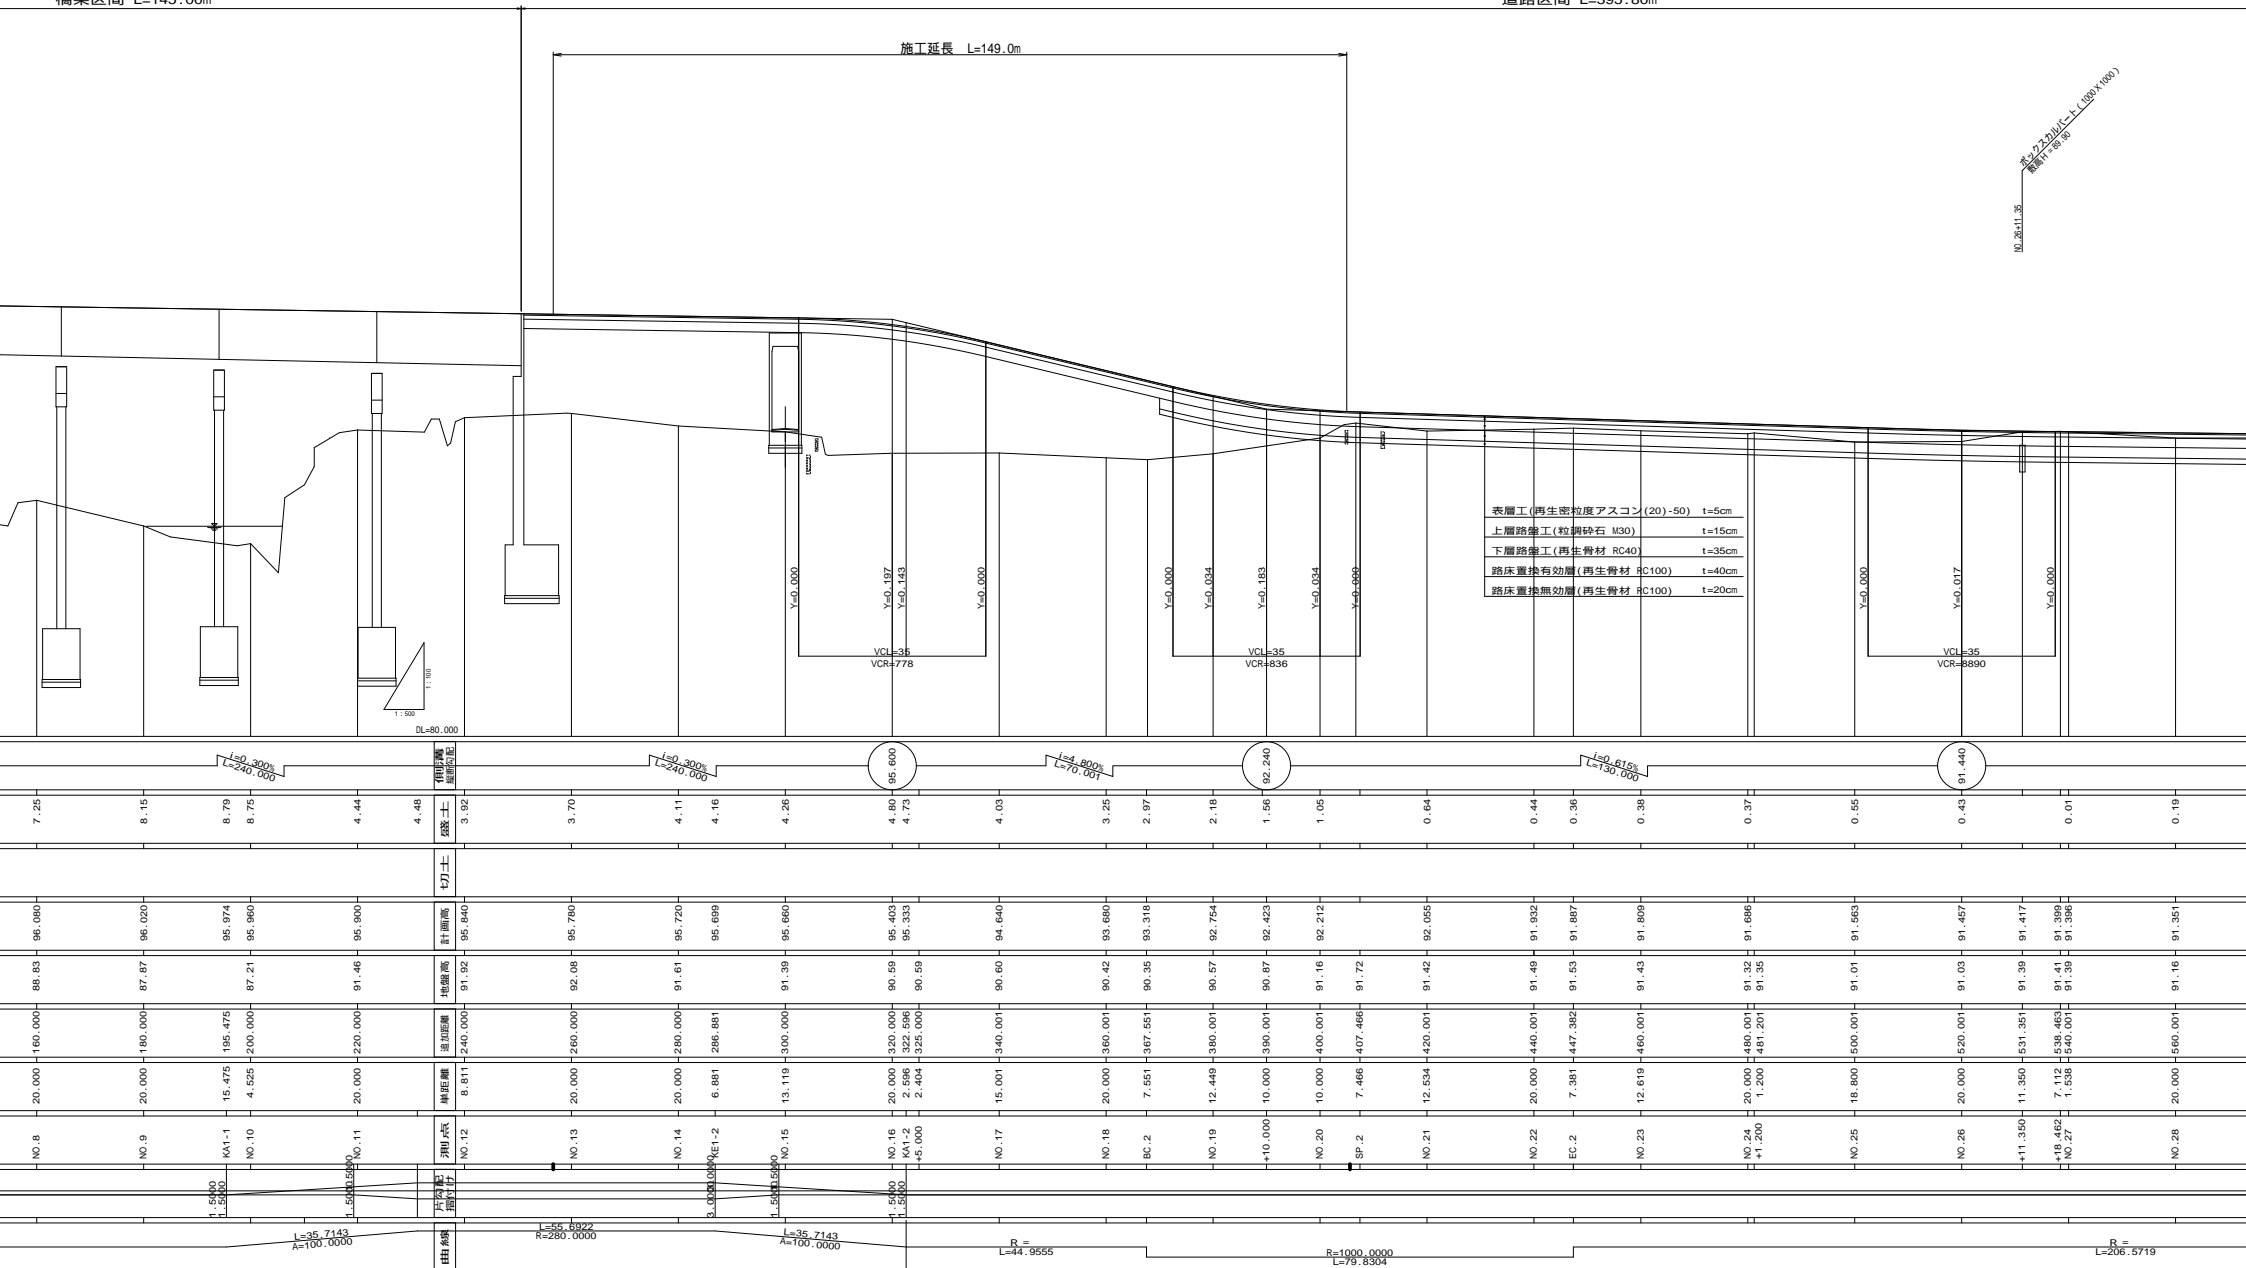 橋梁区間 L=145.00m
道路区間 L=395.80m
施工延長 L=149.0m
ボックスカルバート(1000X1000)
敷高H=89.90
NO.26+11.35
表層工(再生密粒度アスコン(20)-50) t=5cm
上層路盤工(粒調砕石 M30) t=15cm
下層路盤工(再生骨材 RC40) t=35cm
路床置換有効層(再生骨材 RC100) t=40cm
路床置換無効層(再生骨材 RC100) t=20cm
Y=0.000 Y=0.197 Y=0.143 Y=0.000
Y=0.000 Y=0.034 Y=0.183 Y=0.034 Y=0.000
Y=0.000 Y=0.017 Y=0.000
VCL=35
VCR=778
VCL=35
VCR=836
VCL=35
VCR=8890
1:100
1:500
DL=80.000
側溝
縦断勾配
i=0.300%
L=240.000
i=0.300%
L=240.000
95.600
i=4.800%
L=70.001
92.240
i=0.615%
L=130.000
91.440
盛土
7.25 8.15 8.79 8.75 4.44 4.48 3.92 3.70 4.11 4.16 4.26 4.80 4.73 4.03 3.25 2.97 2.18 1.56 1.05 0.64 0.44 0.36 0.38 0.37 0.55 0.43 0.01 0.19
切土
計画高
96.080 96.020 95.974 95.960 95.900 95.840 95.780 95.720 95.699 95.660 95.403 95.333 94.640 93.680 93.318 92.754 92.423 92.212 92.055 91.932 91.887 91.809 91.686 91.563 91.457 91.417 91.399 91.396 91.351
地盤高
88.83 87.87 87.21 91.46 91.92 92.08 91.61 91.39 90.59 90.59 90.60 90.42 90.35 90.57 90.87 91.16 91.72 91.42 91.49 91.53 91.43 91.32 91.35 91.01 91.03 91.39 91.41 91.39 91.16
追加距離
160.000 180.000 195.475 200.000 220.000 240.000 260.000 280.000 286.881 300.000 320.000 322.596 325.000 340.001 360.001 367.551 380.001 390.001 400.001 407.466 420.001 440.001 447.382 460.001 480.001 481.201 500.001 520.001 531.351 538.463 540.001 560.001
単距離
20.000 20.000 15.475 4.525 20.000 8.811 20.000 20.000 6.881 13.119 20.000 2.596 2.404 15.001 20.000 7.551 12.449 10.000 10.000 7.466 12.534 20.000 7.381 12.619 20.000 1.200 18.800 20.000 11.350 7.112 1.538 20.000
測点
NO.8 NO.9 KA1-1 NO.10 NO.11 NO.12 NO.13 NO.14 KE1-2 NO.15 NO.16 KA1-2 +5.000 NO.17 NO.18 BC.2 NO.19 +10.000 NO.20 SP.2 NO.21 NO.22 EC.2 NO.23 NO.24 +1.200 NO.25 NO.26 +11.350 +18.462 NO.27 NO.28
片勾配
摺付け
1.5000
1.5000
1.5000
1.5000
3.0000
3.0000
1.5000
1.5000
1.5000
1.5000
曲線
L=35.7143
A=100.0000
L=55.6922
R=280.0000
L=35.7143
A=100.0000
R =
L=44.9555
R=1000.0000
L=79.8304
R =
L=206.5719